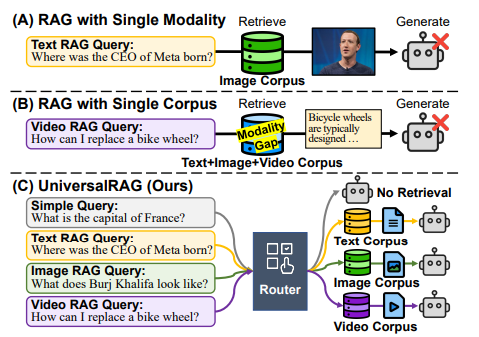 (A) RAG with Single Modality
Text RAG Query:
Where was the CEO of Meta born?
Retrieve
Image Corpus
Generate
(B) RAG with Single Corpus
Video RAG Query:
How can I replace a bike wheel?
Retrieve
Modality
Gap
Text+Image+Video Corpus
Bicycle wheels
are typically
designed …
Generate
(C) UniversalRAG (Ours)
Simple Query:
What is the capital of France?
Text RAG Query:
Where was the CEO of Meta born?
Image RAG Query:
What does Burj Khalifa look like?
Video RAG Query:
How can I replace a bike wheel?
Router
No Retrieval
Text Corpus
Image Corpus
Video Corpus